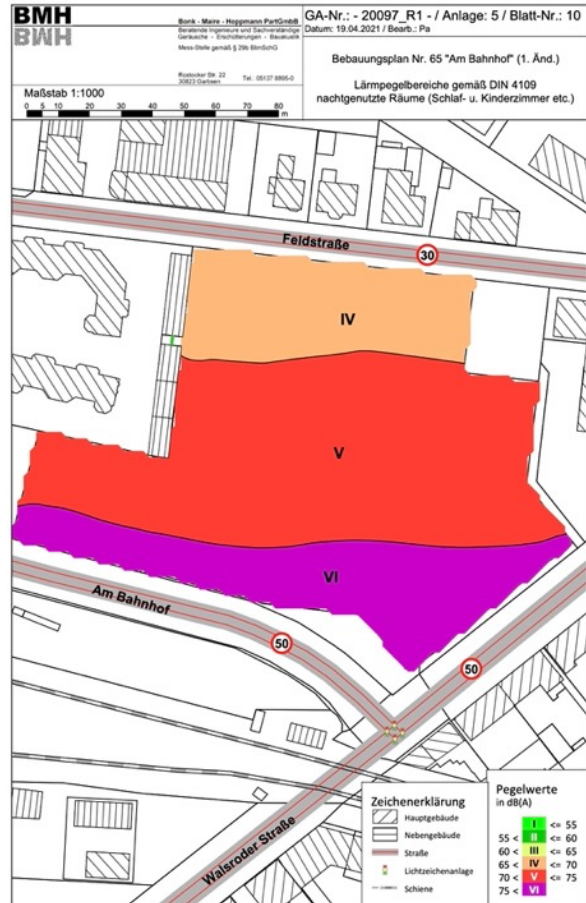 BMH
BMH
Bonk - Maire - Hoppmann PartGmbB
Beratende Ingenieure und Sachverständige
Geräusche - Erschütterungen - Bauakustik
Mess-Stelle gemäß § 29b BImSchG
Rostocker Str. 22
30823 Garbsen
Tel.: 05137 8895-0
GA-Nr.: - 20097_R1 - / Anlage: 5 / Blatt-Nr.: 10
Datum: 19.04.2021 / Bearb.: Pa
Bebauungsplan Nr. 65 "Am Bahnhof" (1. Änd.)
Lärmpegelbereiche gemäß DIN 4109
nachtgenutzte Räume (Schlaf- u. Kinderzimmer etc.)
Maßstab 1:1000
0 5 10 20 30 40 50 60 70 80
m
Feldstraße
30
IV
V
VI
Am Bahnhof
50
50
Walsroder Straße
Zeichenerklärung
Hauptgebäude
Nebengebäude
Straße
Lichtzeichenanlage
Schiene
Pegelwerte
in dB(A)
I <= 55
55 < II <= 60
60 < III <= 65
65 < IV <= 70
70 < V <= 75
75 < VI